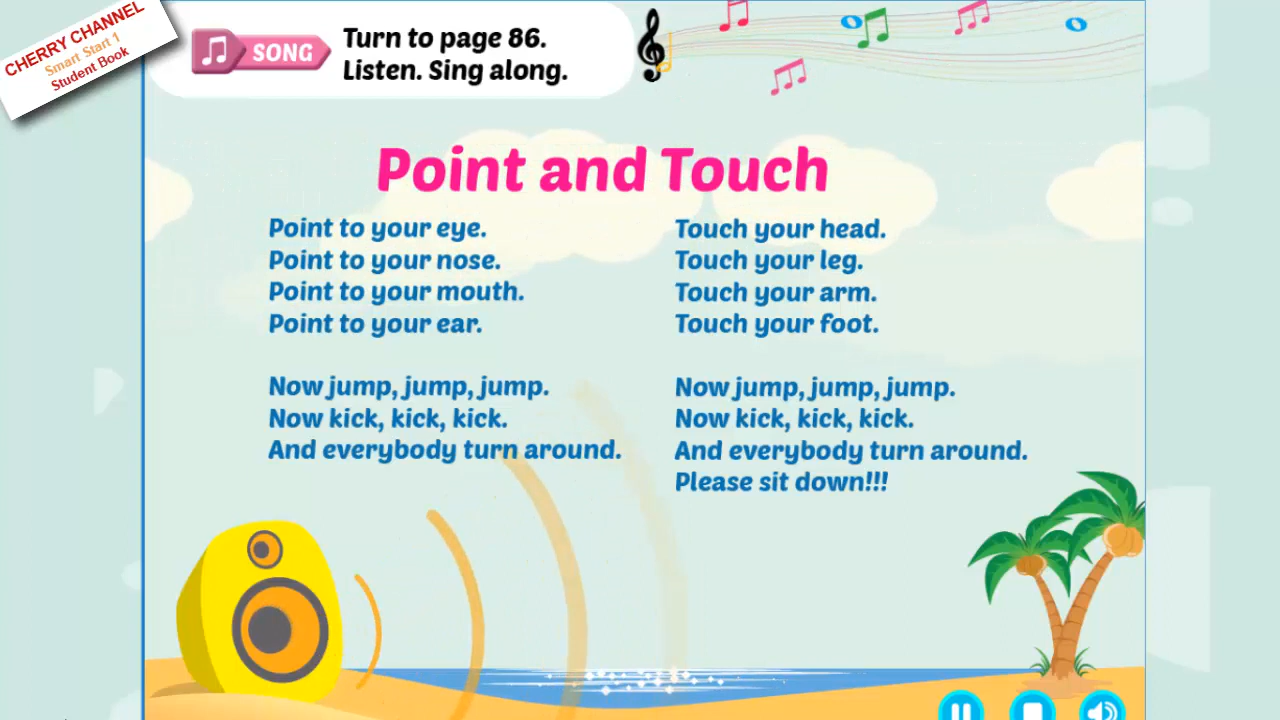 CHERRY CHANNEL
Smart Start 1
Student Book
SONG
Turn to page 86.
Listen. Sing along.
Point and Touch
Point to your eye.
Point to your nose.
Point to your mouth.
Point to your ear.
Now jump, jump, jump.
Now kick, kick, kick.
And everybody turn around.
Touch your head.
Touch your leg.
Touch your arm.
Touch your foot.
Now jump, jump, jump.
Now kick, kick, kick.
And everybody turn around.
Please sit down!!!